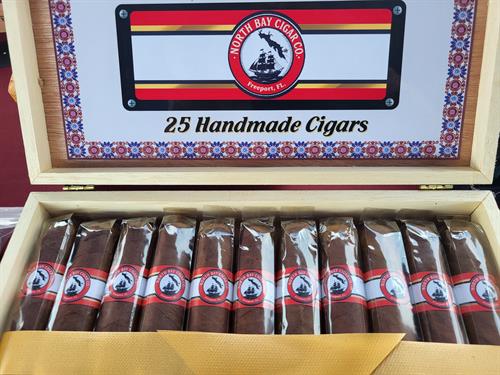 NORTH BAY CIGAR CO.
Freeport, FL
25 Handmade Cigars